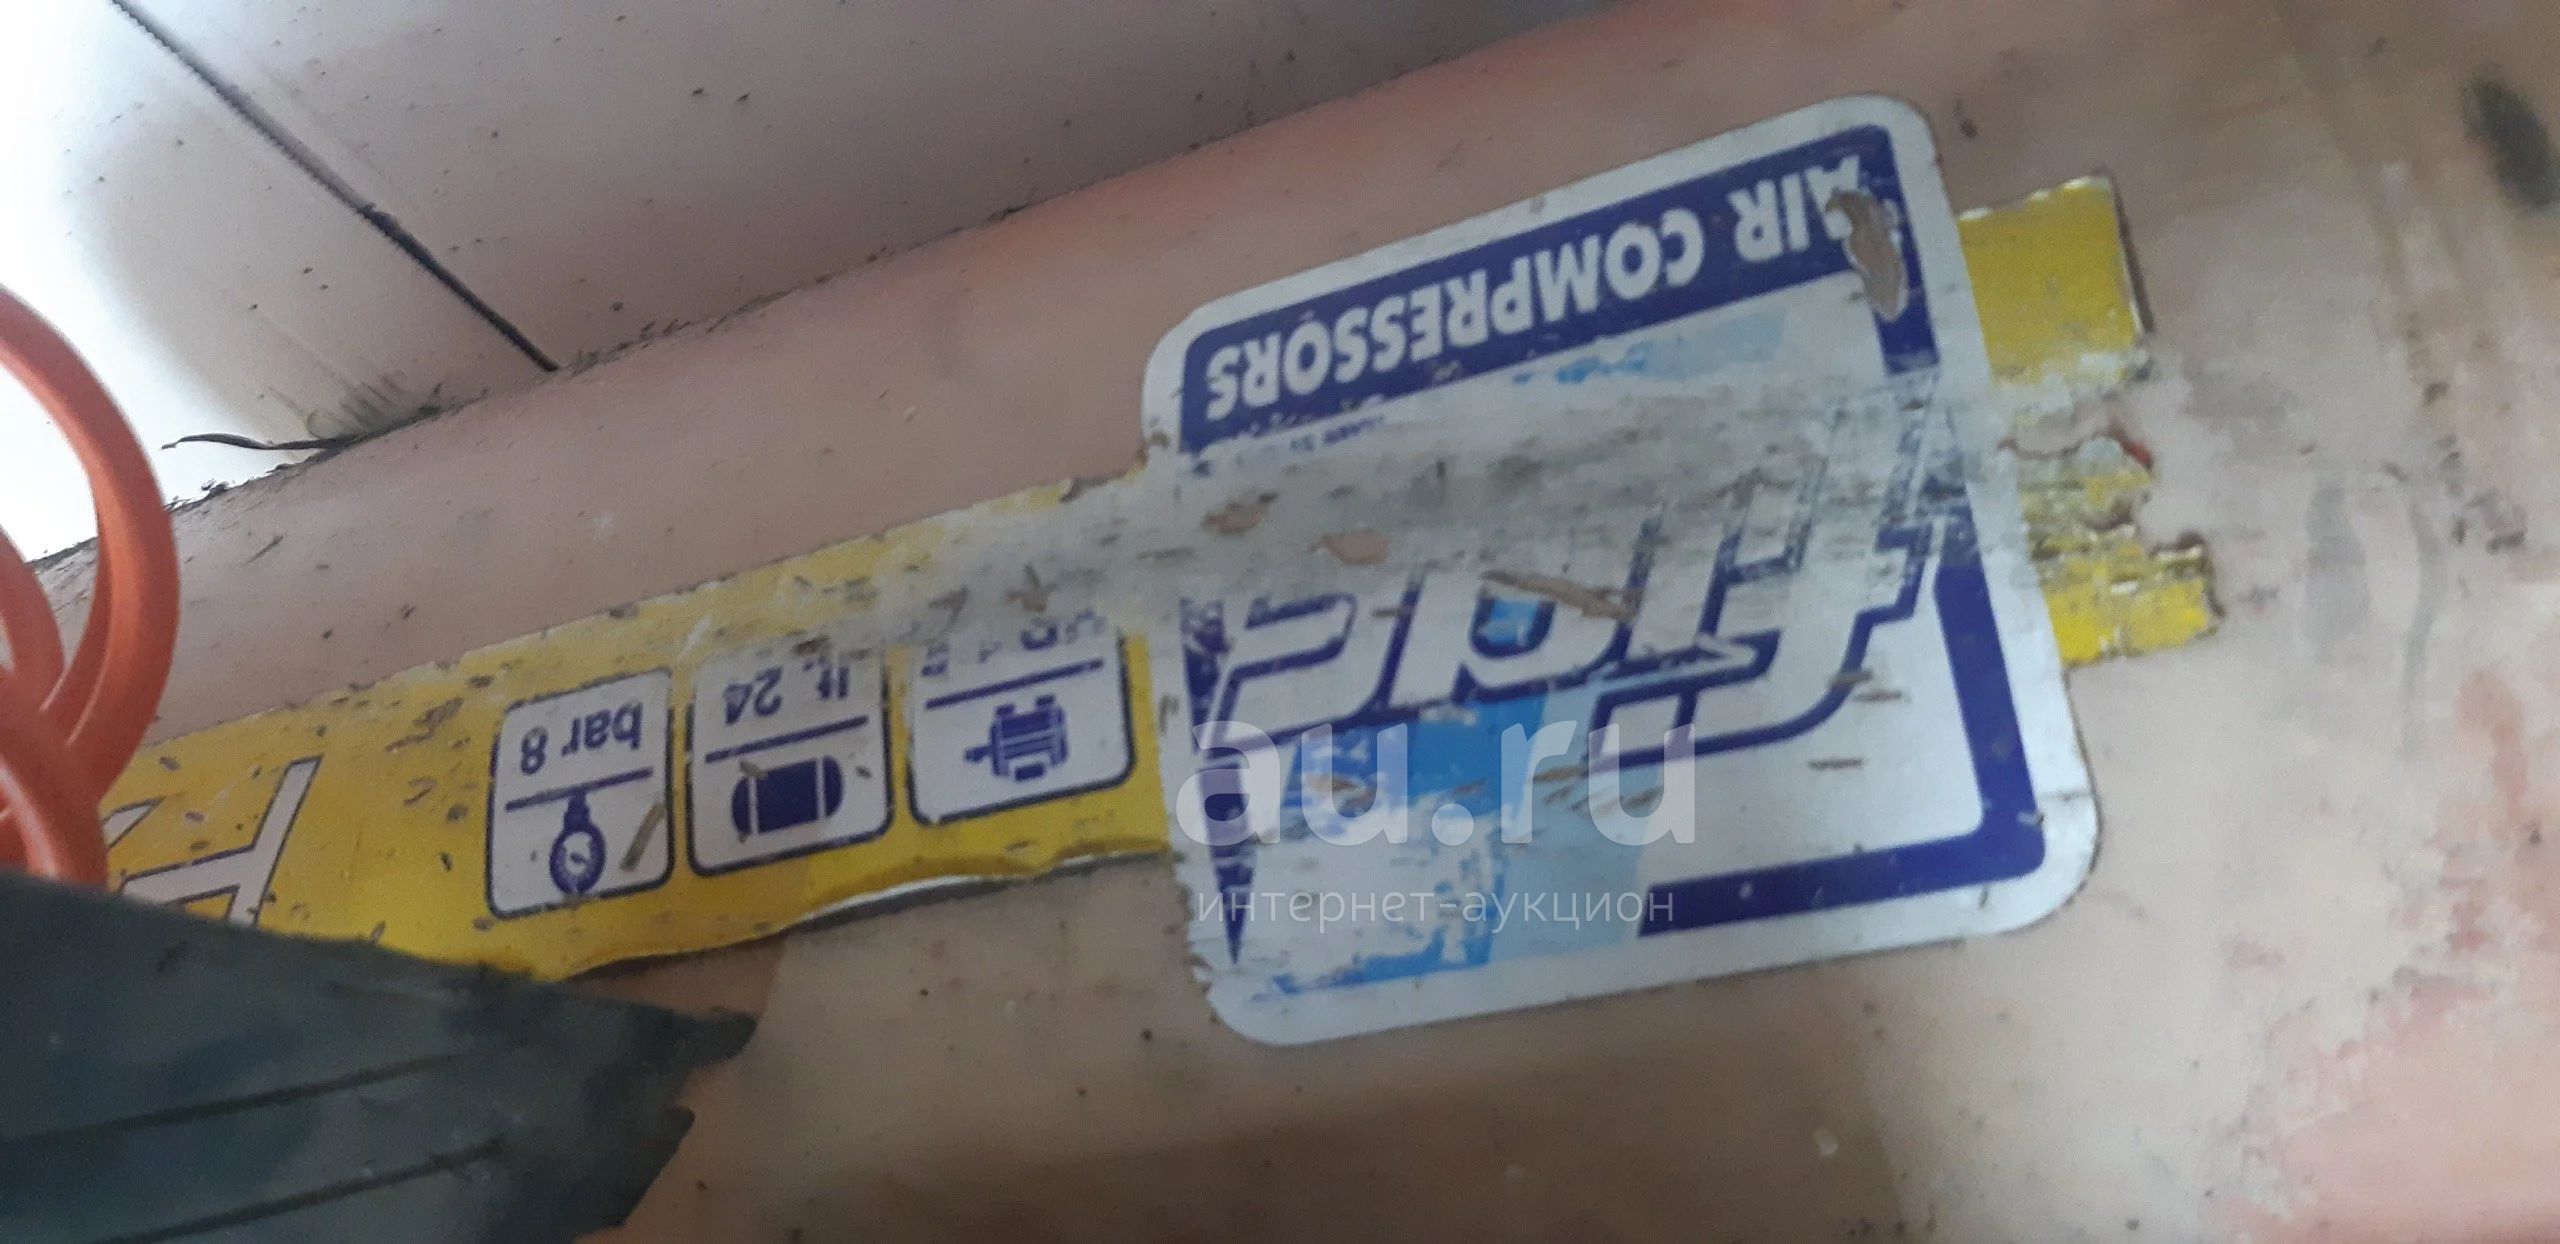 AIR COMPRESSORS
Fiac
lt. 24
bar 8
au.ru
интернет-аукцион